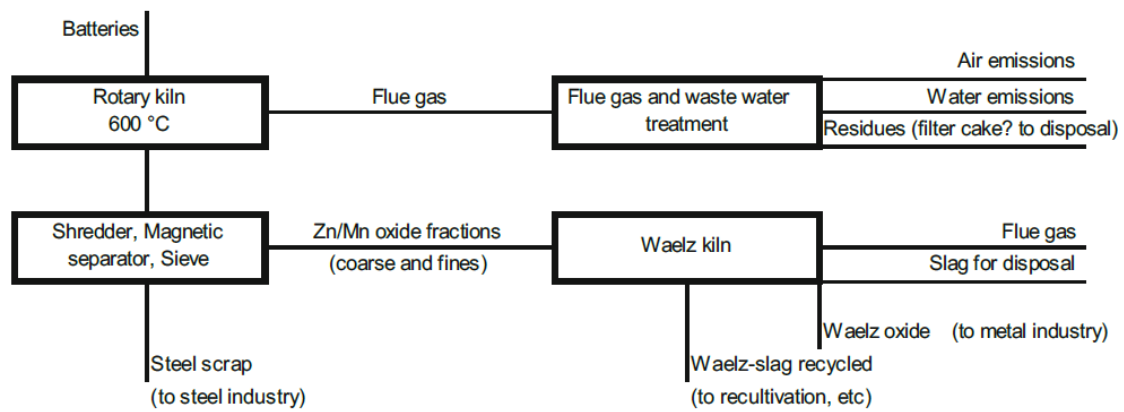 Batteries
Rotary kiln
600 °C
Flue gas
Flue gas and waste water
treatment
Air emissions
Water emissions
Residues (filter cake? to disposal)
Shredder, Magnetic
separator, Sieve
Zn/Mn oxide fractions
(coarse and fines)
Waelz kiln
Flue gas
Slag for disposal
Waelz oxide (to metal industry)
Steel scrap
(to steel industry)
Waelz-slag recycled
(to recultivation, etc)